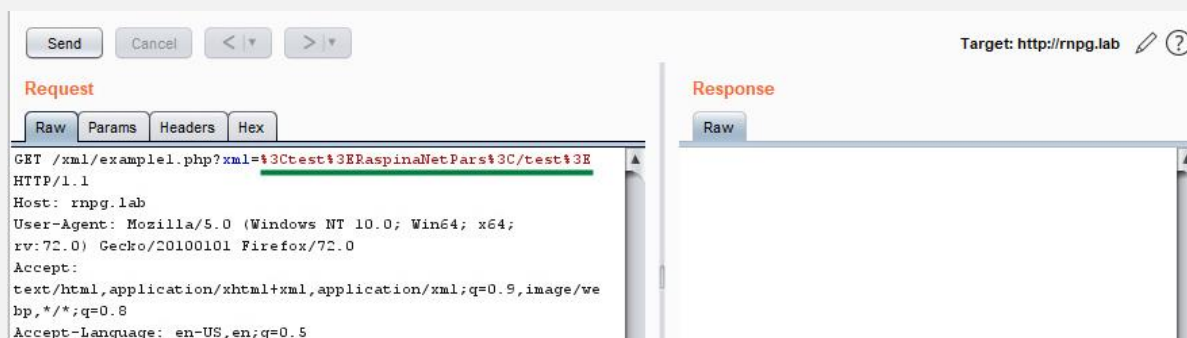 Send Cancel < > Target: http://rnpg.lab ?
Request Response
Raw Params Headers Hex Raw
GET /xml/example1.php?xml=%3Ctest%3ERaspinaNetPars%3C/test%3E
HTTP/1.1
Host: rnpg.lab
User-Agent: Mozilla/5.0 (Windows NT 10.0; Win64; x64;
rv:72.0) Gecko/20100101 Firefox/72.0
Accept:
text/html,application/xhtml+xml,application/xml;q=0.9,image/we
bp,*/*;q=0.8
Accept-Language: en-US,en;q=0.5